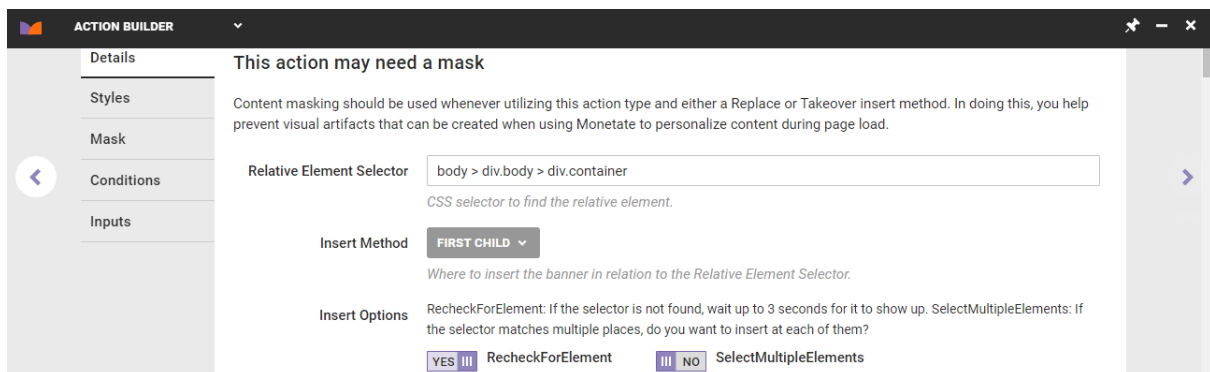 ACTION BUILDER
Details
Styles
Mask
Conditions
Inputs
This action may need a mask
Content masking should be used whenever utilizing this action type and either a Replace or Takeover insert method. In doing this, you help
prevent visual artifacts that can be created when using Monetate to personalize content during page load.
Relative Element Selector
body > div.body > div.container
CSS selector to find the relative element.
Insert Method
FIRST CHILD
Where to insert the banner in relation to the Relative Element Selector.
Insert Options
RecheckForElement: If the selector is not found, wait up to 3 seconds for it to show up. SelectMultipleElements: If
the selector matches multiple places, do you want to insert at each of them?
YES RecheckForElement NO SelectMultipleElements